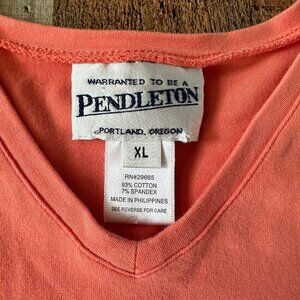 WARRANTED TO BE A
PENDLETON
PORTLAND, OREGON
XL
RN#29685
93% COTTON
7% SPANDEX
MADE IN PHILIPPINES
SEE REVERSE FOR CARE